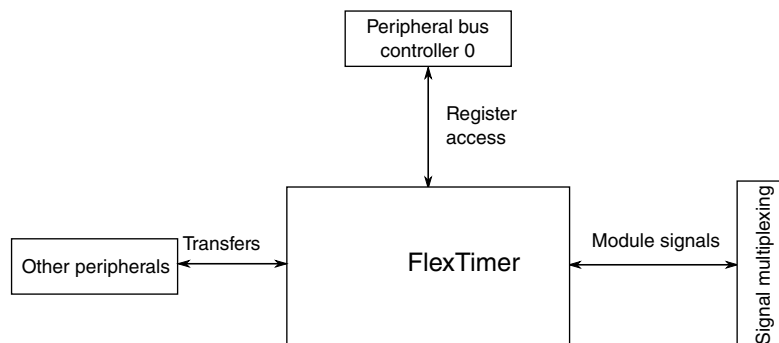 Peripheral bus
controller 0
Register
access
Transfers
Other peripherals
FlexTimer
Module signals
Signal multiplexing